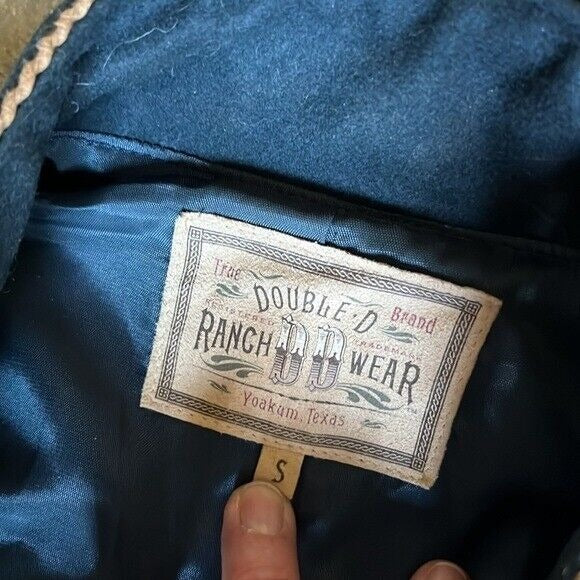 True Brand
DOUBLE·D
REGISTERED TRADEMARK
RANCH DD WEAR
Yoakum, Texas
S